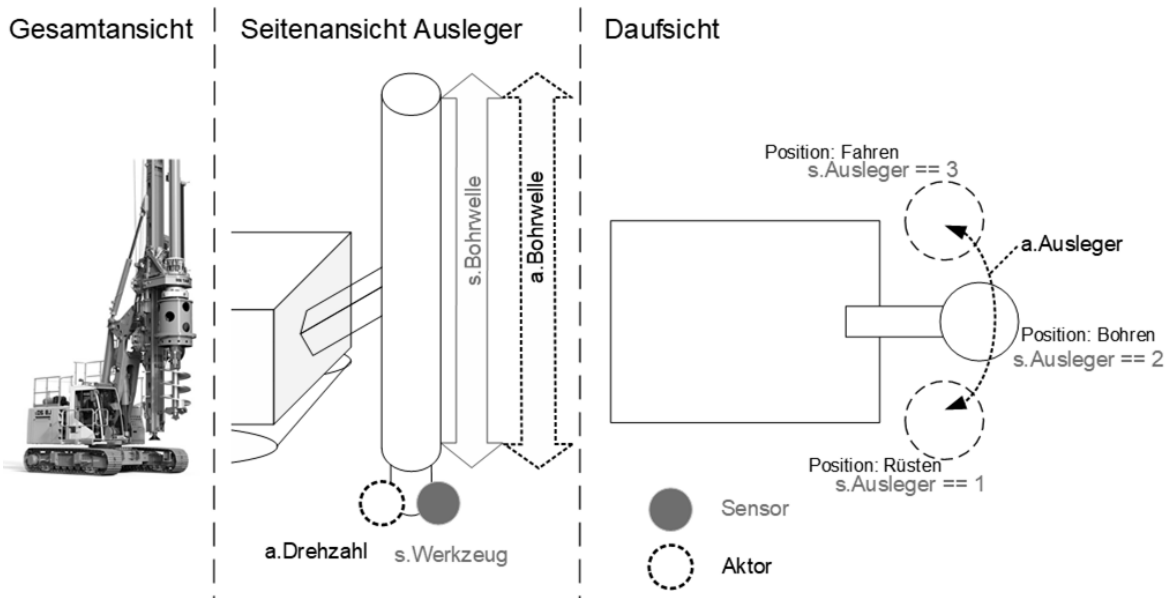 Gesamtansicht
Seitenansicht Ausleger
Daufsicht
s.Bohrwelle
a.Bohrwelle
a.Drehzahl
s.Werkzeug
Position: Fahren
s.Ausleger == 3
a.Ausleger
Position: Bohren
s.Ausleger == 2
Position: Rüsten
s.Ausleger == 1
Sensor
Aktor